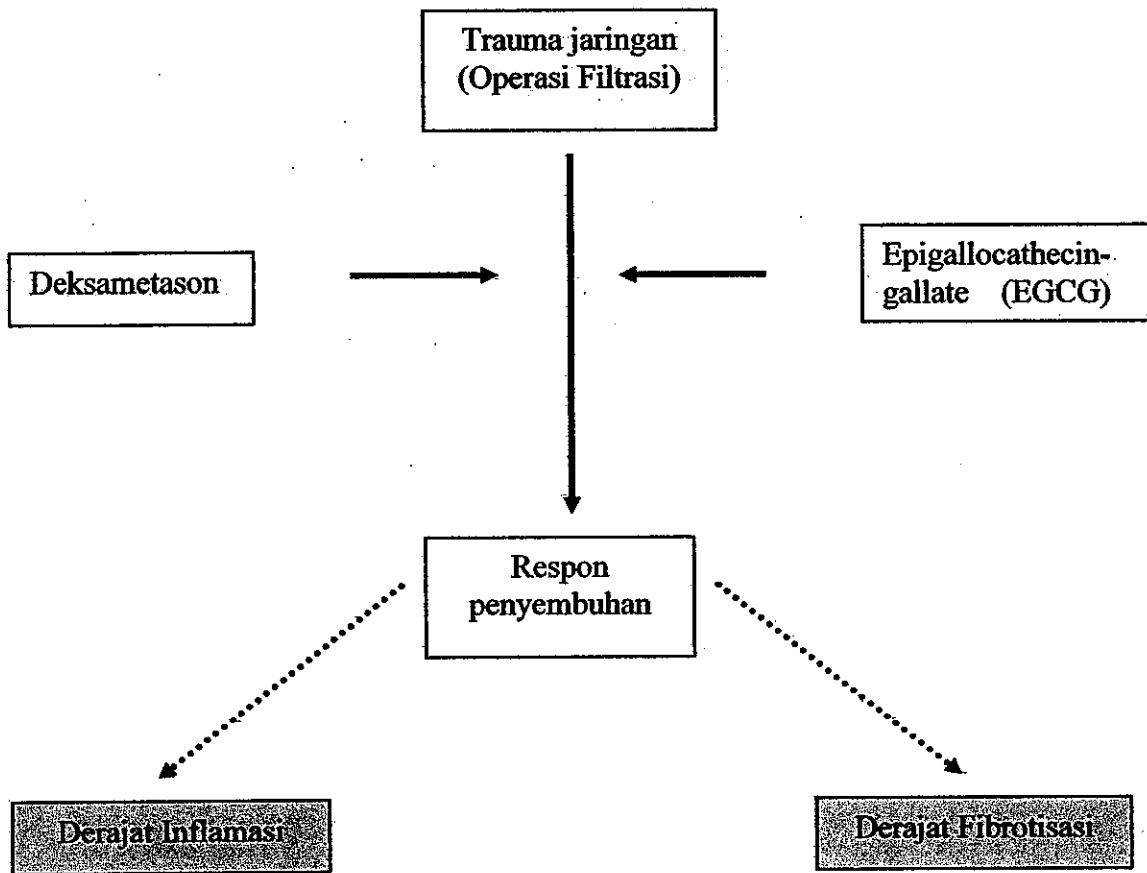 Trauma jaringan
(Operasi Filtrasi)
Deksametason
Epigallocathecin-
gallate (EGCG)
Respon
penyembuhan
Derajat Inflamasi
Derajat Fibrotisasi